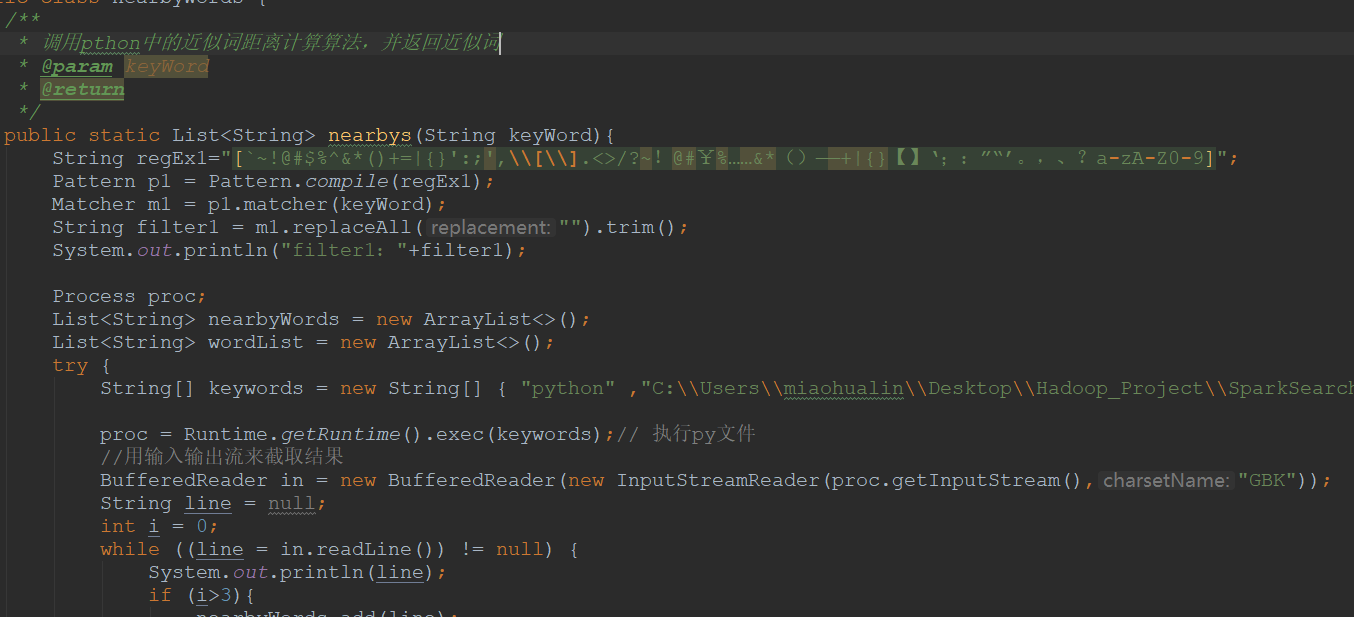 /**
* 调用pthon中的近似词距离计算算法，并返回近似词
* @param keyWord
* @return
*/
public static List<String> nearbys(String keyWord){
String regEx1="[`~!@#$%^&*()+=|{}':;',\\[\\].<>/?~！@#￥%……&*（）——+|{}【】‘；：”“’。，、？a-zA-Z0-9]";
Pattern p1 = Pattern.compile(regEx1);
Matcher m1 = p1.matcher(keyWord);
String filter1 = m1.replaceAll( replacement: "").trim();
System.out.println("filter1: "+filter1);
Process proc;
List<String> nearbyWords = new ArrayList<>();
List<String> wordList = new ArrayList<>();
try {
String[] keywords = new String[] { "python" ,"C:\\Users\\miaohualin\\Desktop\\Hadoop_Project\\SparkSearch
proc = Runtime.getRuntime().exec(keywords);// 执行py文件
//用输入输出流来截取结果
BufferedReader in = new BufferedReader(new InputStreamReader(proc.getInputStream(), charsetName: "GBK"));
String line = null;
int i = 0;
while ((line = in.readLine()) != null) {
System.out.println(line);
if (i>3){
nearbyWords.add(line);